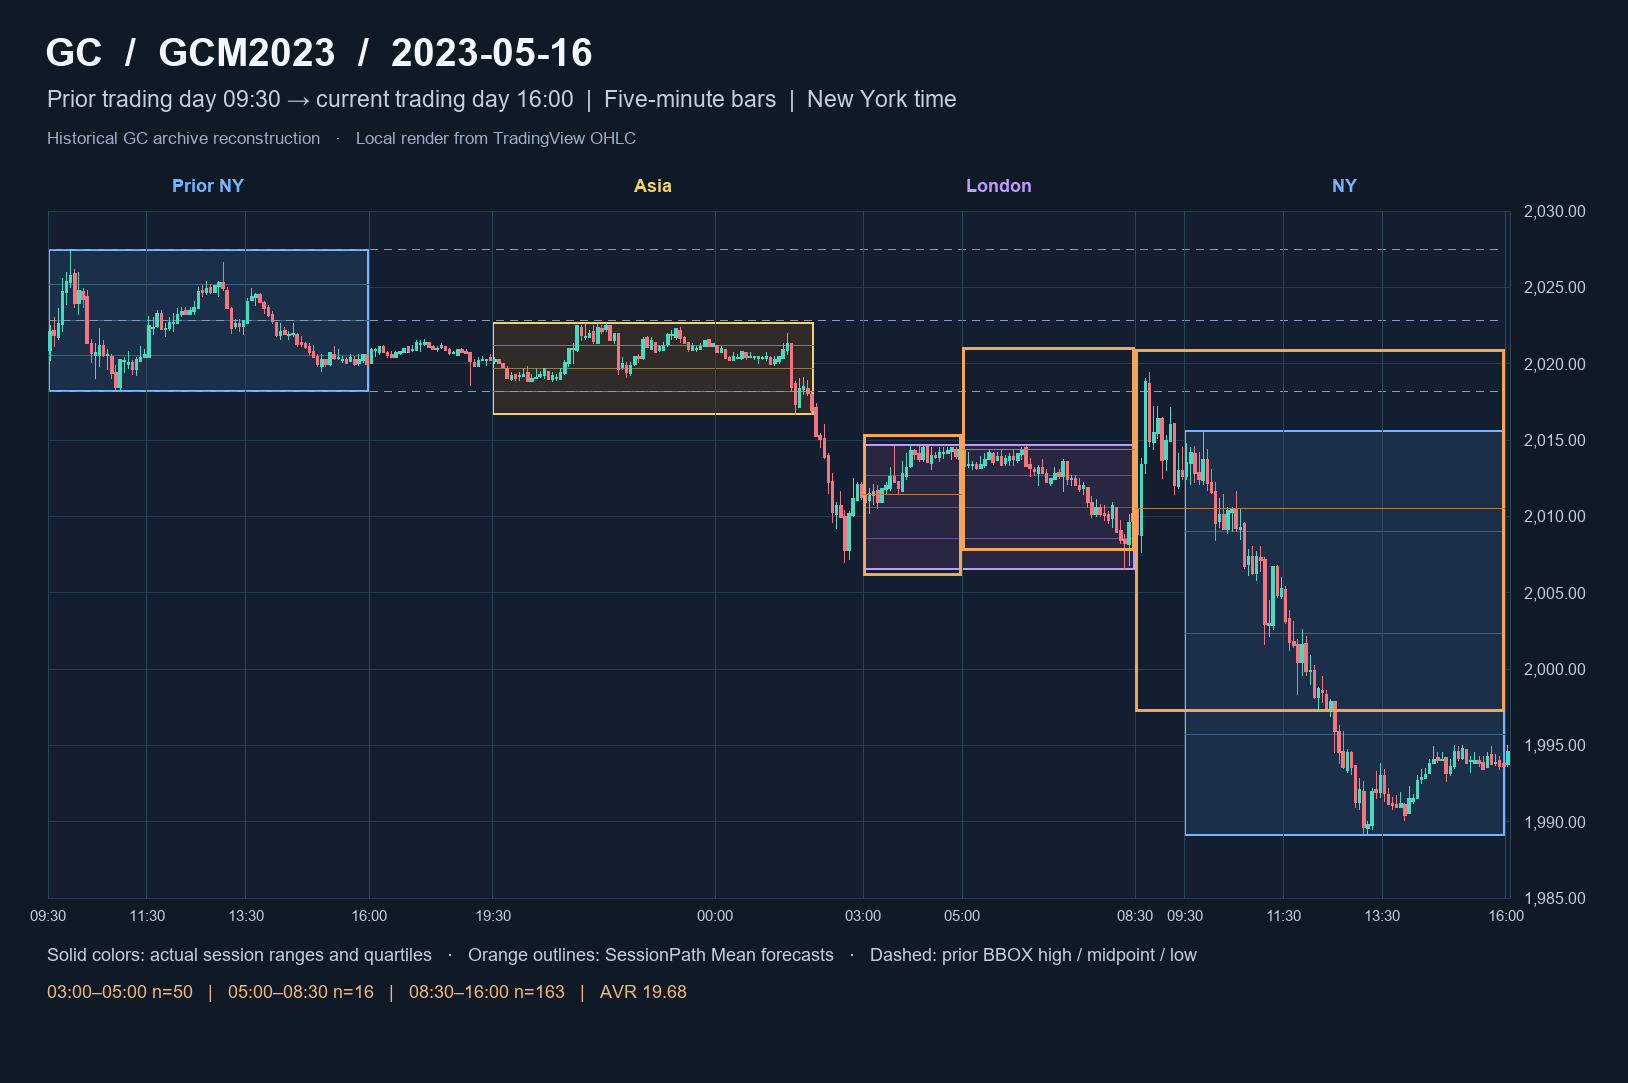 GC / GCM2023 / 2023-05-16
Prior trading day 09:30 → current trading day 16:00 | Five-minute bars | New York time
Historical GC archive reconstruction · Local render from TradingView OHLC
Prior NY Asia London NY
2,030.00
2,025.00
2,020.00
2,015.00
2,010.00
2,005.00
2,000.00
1,995.00
1,990.00
1,985.00
09:30 11:30 13:30 16:00 19:30 00:00 03:00 05:00 08:30 09:30 11:30 13:30 16:00
Solid colors: actual session ranges and quartiles · Orange outlines: SessionPath Mean forecasts · Dashed: prior BBOX high / midpoint / low
03:00–05:00 n=50 | 05:00–08:30 n=16 | 08:30–16:00 n=163 | AVR 19.68